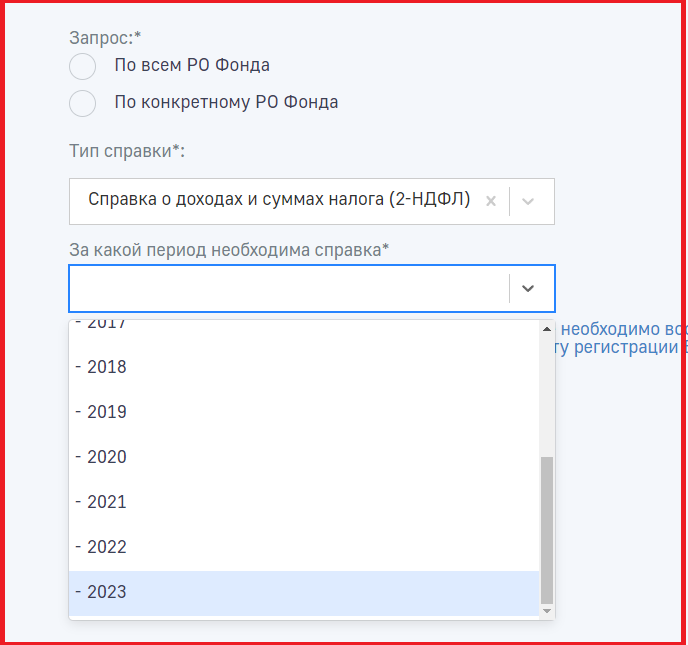 Запрос:*
По всем РО Фонда
По конкретному РО Фонда
Тип справки*:
Справка о доходах и суммах налога (2-НДФЛ)
За какой период необходима справка*
- 2017
необходимо
регистрации
- 2018
- 2019
- 2020
- 2021
- 2022
- 2023